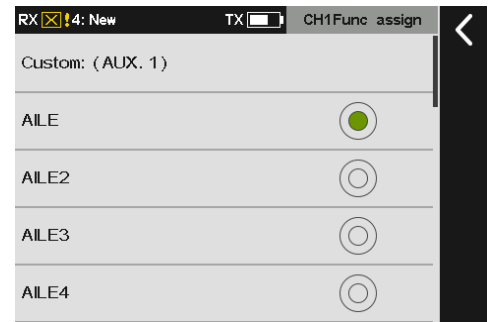 RX !4: New TX CH1Func assign
Custom: (AUX. 1)
AILE
AILE2
AILE3
AILE4